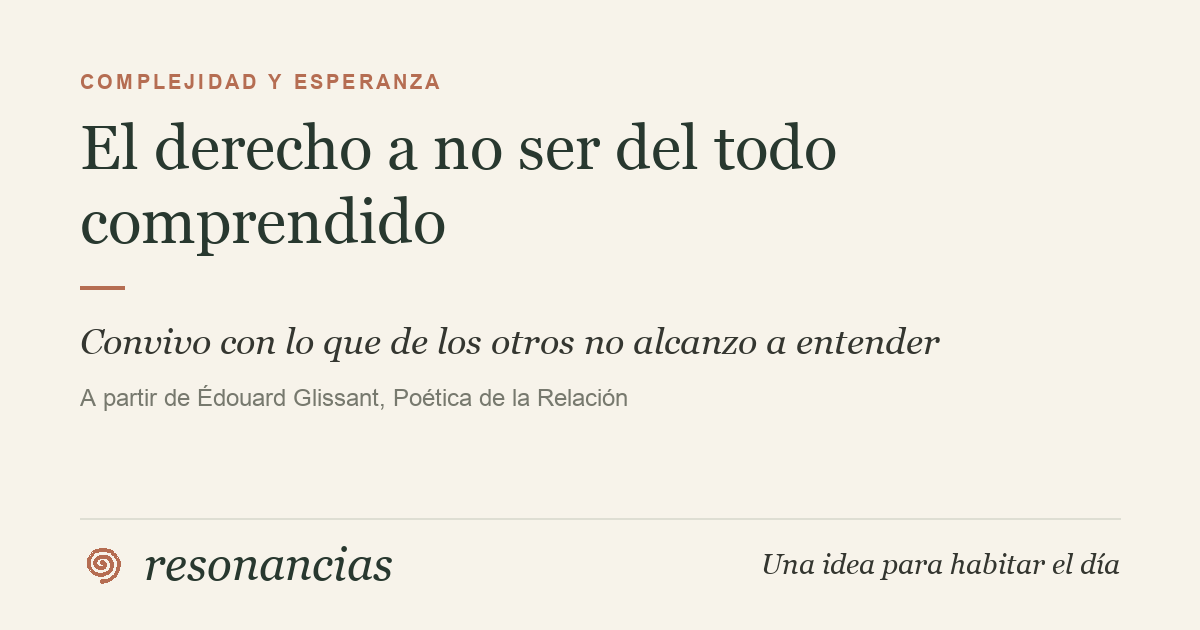 COMPLEJIDAD Y ESPERANZA
El derecho a no ser del todo
comprendido
Convivo con lo que de los otros no alcanzo a entender
A partir de Édouard Glissant, Poética de la Relación
resonancias
Una idea para habitar el día